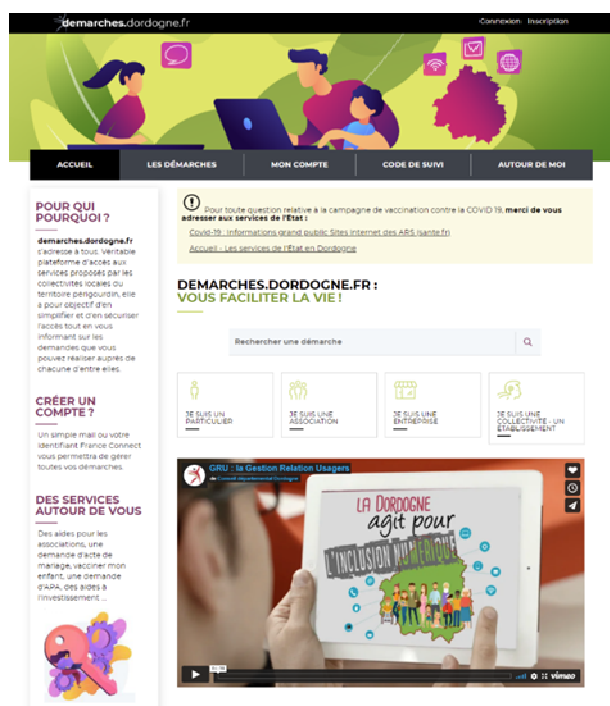 demarches.dordogne.fr
Connexion Inscription
ACCUEIL
LES DÉMARCHES
MON COMPTE
CODE DE SUIVI
AUTOUR DE MOI
POUR QUI
POURQUOI ?
demarches.dordogne.fr
s'adresse à tous. Véritable
plateforme d'accès aux
services proposés par les
collectivités locales du
territoire périgourdin, elle
a pour objectif d'en
simplifier et d'en sécuriser
l'accès tout en vous
informant sur les
demandes que vous
pouvez réaliser auprès de
chacune d'entre elles.
CRÉER UN
COMPTE ?
Un simple mail ou votre
identifiant France Connect
vous permettra de gérer
toutes vos démarches.
DES SERVICES
AUTOUR DE VOUS
Des aides pour les
associations, une
demande d'acte de
mariage, vacciner mon
enfant, une demande
d'APA, des aides à
l'investissement ...
Pour toute question relative à la campagne de vaccination contre la COVID 19, merci de vous
adresser aux services de l'Etat :
Covid-19 : informations grand public Sites internet des ARS (sante.fr)
Accueil - Les services de l'État en Dordogne
DEMARCHES.DORDOGNE.FR :
VOUS FACILITER LA VIE !
Rechercher une démarche
JE SUIS UN
PARTICULIER
JE SUIS UNE
ASSOCIATION
JE SUIS UNE
ENTREPRISE
JE SUIS UNE
COLLECTIVITÉ - UN
ÉTABLISSEMENT
GRU : la Gestion Relation Usagers
de Conseil départemental Dordogne
LA DORDOGNE
agit pour
L'INCLUSION NUMÉRIQUE
vimeo